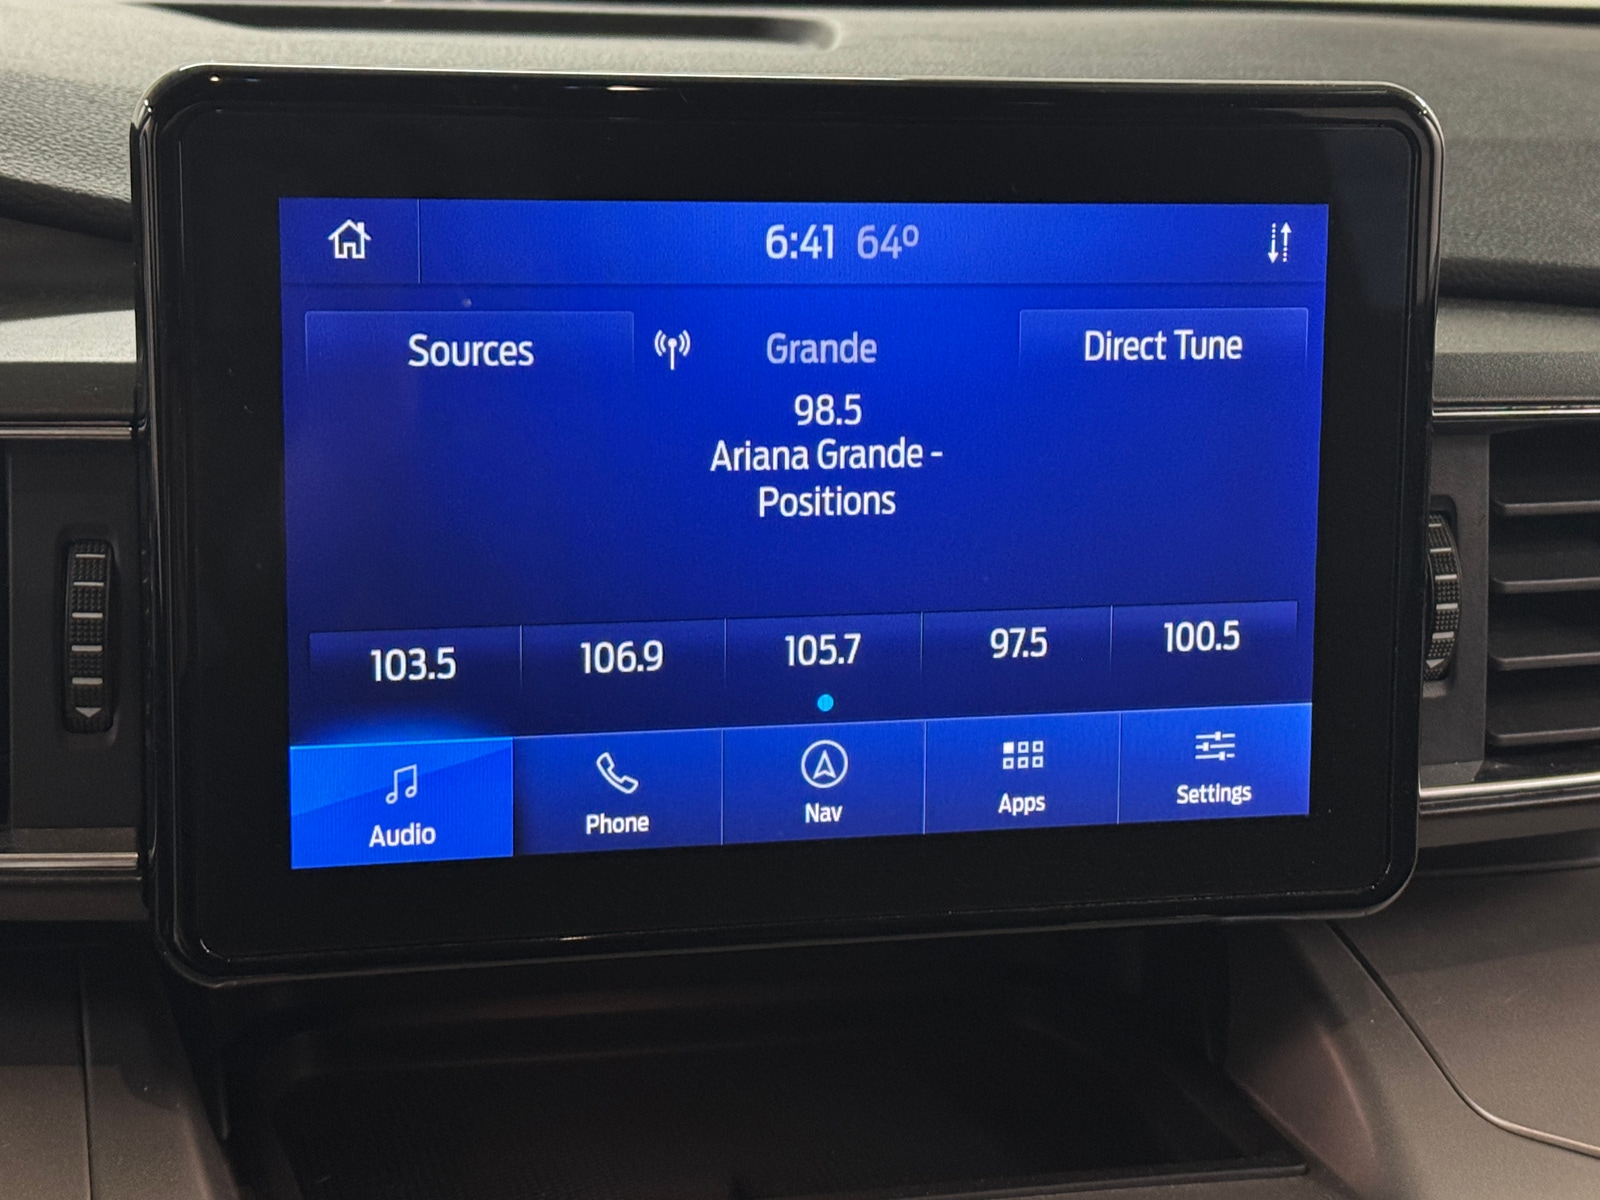 6:41 64°
Sources
Grande
Direct Tune
98.5
Ariana Grande -
Positions
103.5
106.9
105.7
97.5
100.5
Audio
Phone
Nav
Apps
Settings